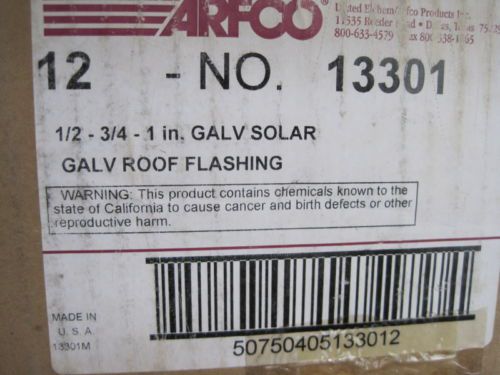 ARFCO
Products Inc.
800-633-4579
12 - NO. 13301
1/2 - 3/4 - 1 in. GALV SOLAR
GALV ROOF FLASHING
WARNING: This product contains chemicals known to the
state of California to cause cancer and birth defects or other
reproductive harm.
MADE IN
U. S. A.
13301M
50750405133012